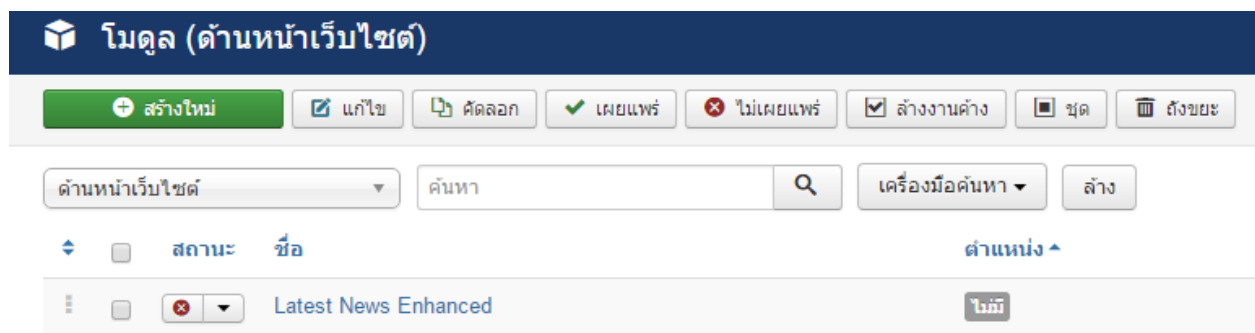 โมดูล (ด้านหน้าเว็บไซต์)
สร้างใหม่ แก้ไข คัดลอก เผยแพร่ ไม่เผยแพร่ ล้างงานค้าง ชุด ถังขยะ
ด้านหน้าเว็บไซต์ ค้นหา เครื่องมือค้นหา ล้าง
สถานะ ชื่อ ตำแหน่ง
Latest News Enhanced ไม่มี